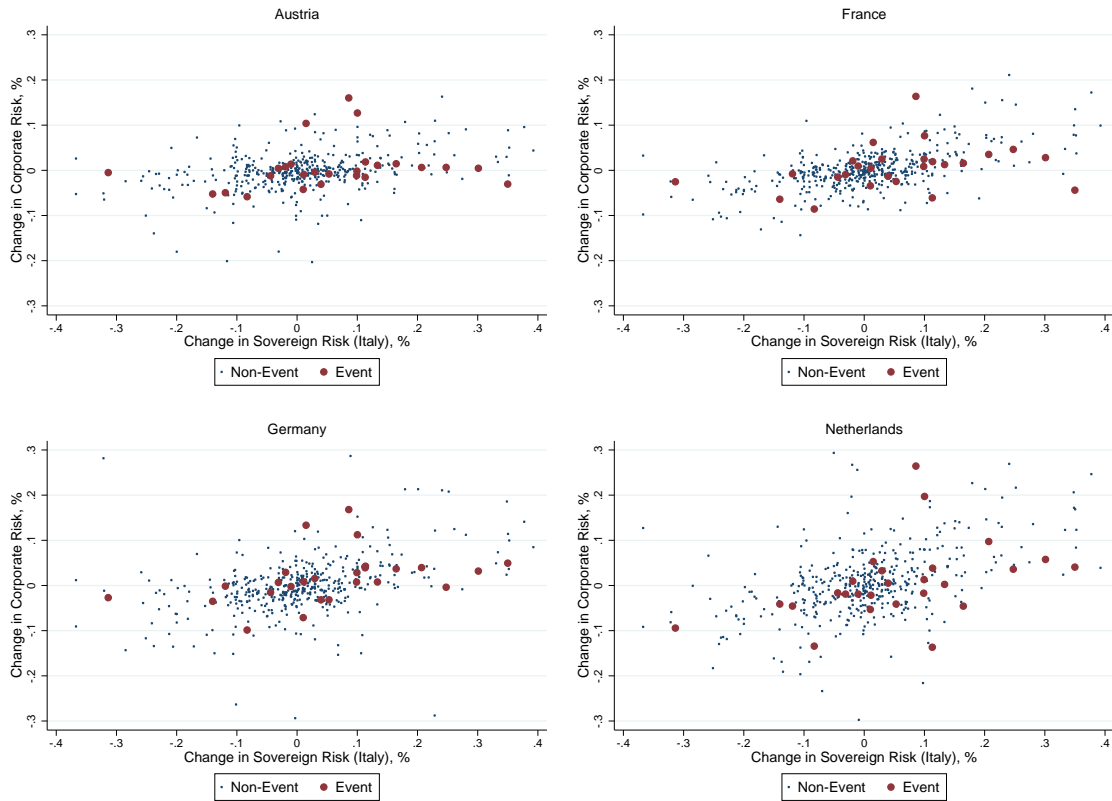 Austria
Change in Corporate Risk, %
.3
.2
.1
0
-.1
-.2
-.3
-.4 -.3 -.2 -.1 0 .1 .2 .3 .4
Change in Sovereign Risk (Italy), %
Non-Event Event
France
Change in Corporate Risk, %
.3
.2
.1
0
-.1
-.2
-.3
-.4 -.3 -.2 -.1 0 .1 .2 .3 .4
Change in Sovereign Risk (Italy), %
Non-Event Event
Germany
Change in Corporate Risk, %
.3
.2
.1
0
-.1
-.2
-.3
-.4 -.3 -.2 -.1 0 .1 .2 .3 .4
Change in Sovereign Risk (Italy), %
Non-Event Event
Netherlands
Change in Corporate Risk, %
.3
.2
.1
0
-.1
-.2
-.3
-.4 -.3 -.2 -.1 0 .1 .2 .3 .4
Change in Sovereign Risk (Italy), %
Non-Event Event